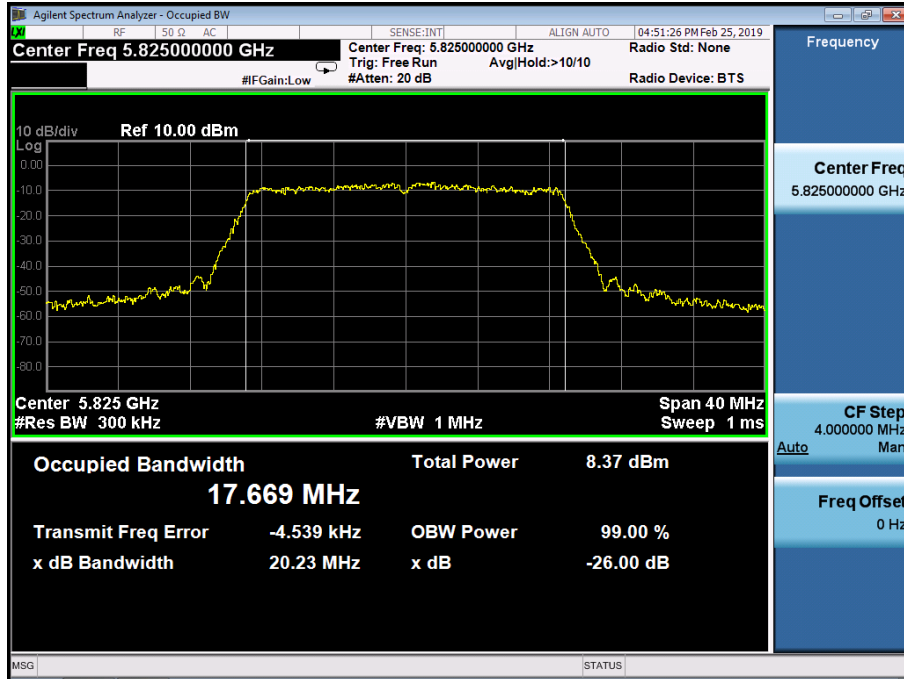 Agilent Spectrum Analyzer - Occupied BW
LXI RF 50 Ω AC SENSE:INT ALIGN AUTO 04:51:26 PM Feb 25, 2019
Center Freq 5.825000000 GHz
Center Freq: 5.825000000 GHz
Radio Std: None
Trig: Free Run Avg|Hold:>10/10
#IFGain:Low
#Atten: 20 dB
Radio Device: BTS
10 dB/div Ref 10.00 dBm
Log
0.00
-10.0
-20.0
-30.0
-40.0
-50.0
-60.0
-70.0
-80.0
Center 5.825 GHz Span 40 MHz
#Res BW 300 kHz #VBW 1 MHz Sweep 1 ms
Occupied Bandwidth Total Power 8.37 dBm
17.669 MHz
Transmit Freq Error -4.539 kHz OBW Power 99.00 %
x dB Bandwidth 20.23 MHz x dB -26.00 dB
MSG STATUS
Frequency
Center Freq
5.825000000 GHz
CF Step
4.000000 MHz
Auto Man
Freq Offset
0 Hz